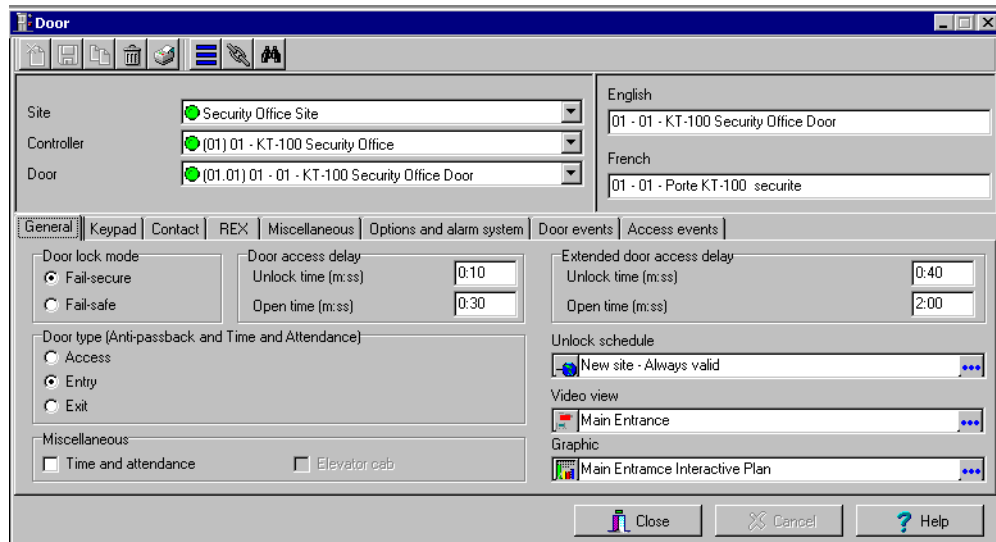 Door
Site
Security Office Site
Controller
(01) 01 - KT-100 Security Office
Door
(01.01) 01 - 01 - KT-100 Security Office Door
English
01 - 01 - KT-100 Security Office Door
French
01 - 01 - Porte KT-100  securite
General Keypad Contact REX Miscellaneous Options and alarm system Door events Access events
Door lock mode
Fail-secure
Fail-safe
Door access delay
Unlock time (m:ss) 0:10
Open time (m:ss) 0:30
Extended door access delay
Unlock time (m:ss) 0:40
Open time (m:ss) 2:00
Door type (Anti-passback and Time and Attendance)
Access
Entry
Exit
Unlock schedule
New site - Always valid
Video view
Main Entrance
Graphic
Main Entramce Interactive Plan
Miscellaneous
Time and attendance Elevator cab
Close Cancel Help